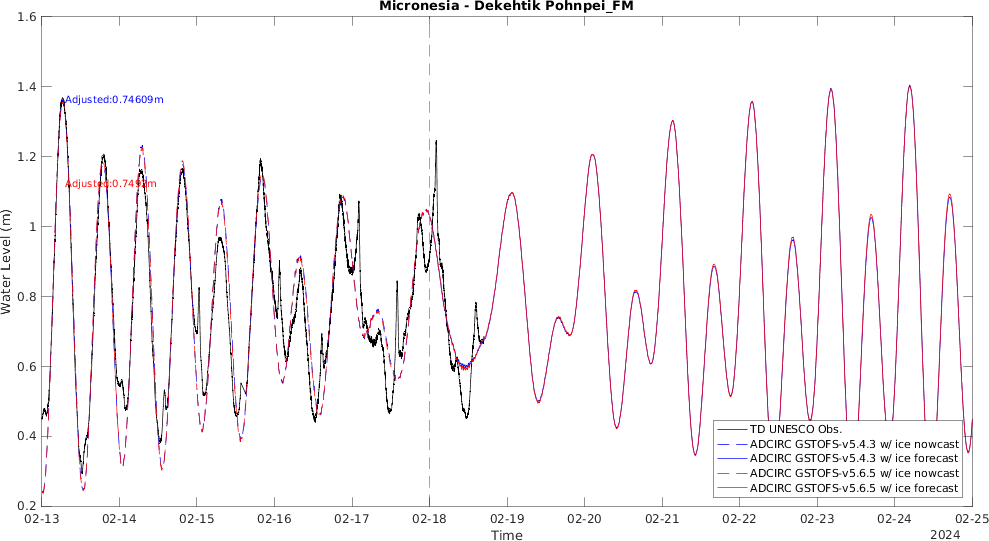 Micronesia - Dekehtik Pohnpei_FM
1.6
1.4
1.2
1
0.8
0.6
0.4
0.2
Water Level (m)
Adjusted:0.74609m
TD UNESCO Obs.
ADCIRC GSTOFS-v5.4.3 w/ ice nowcast
ADCIRC GSTOFS-v5.4.3 w/ ice forecast
ADCIRC GSTOFS-v5.6.5 w/ ice nowcast
ADCIRC GSTOFS-v5.6.5 w/ ice forecast
02-13 02-14 02-15 02-16 02-17 02-18 02-19 02-20 02-21 02-22 02-23 02-24 02-25
Time
2024